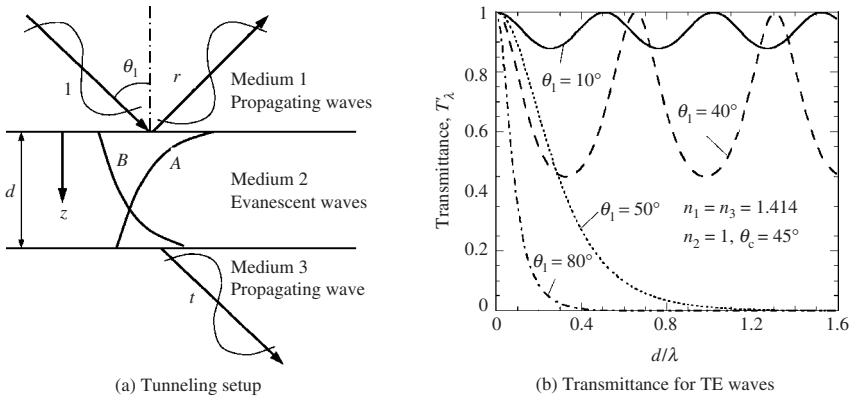 θ1
1
r
Medium 1
Propagating waves
B
A
d
z
Medium 2
Evanescent waves
Medium 3
Propagating wave
t
(a) Tunneling setup
Transmittance, T′λ
1
0.8
0.6
0.4
0.2
0
θ1 = 10°
θ1 = 40°
θ1 = 50°
θ1 = 80°
n1 = n3 = 1.414
n2 = 1, θc = 45°
0 0.4 0.8 1.2 1.6
d/λ
(b) Transmittance for TE waves